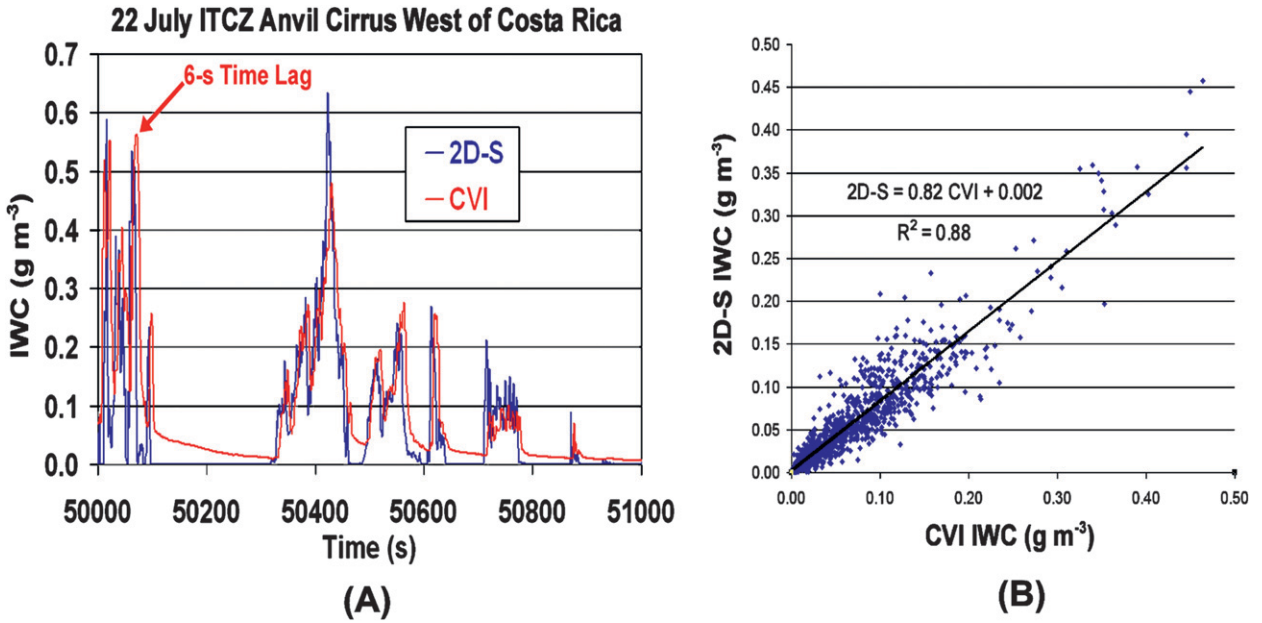 22 July ITCZ Anvil Cirrus West of Costa Rica
IWC (g m⁻³)
0.7
0.6
0.5
0.4
0.3
0.2
0.1
0.0
6-s Time Lag
2D-S
CVI
50000 50200 50400 50600 50800 51000
Time (s)
(A)
2D-S IWC (g m⁻³)
0.50
0.45
0.40
0.35
0.30
0.25
0.20
0.15
0.10
0.05
0.00
2D-S = 0.82 CVI + 0.002
R² = 0.88
0.00 0.10 0.20 0.30 0.40 0.50
CVI IWC (g m⁻³)
(B)